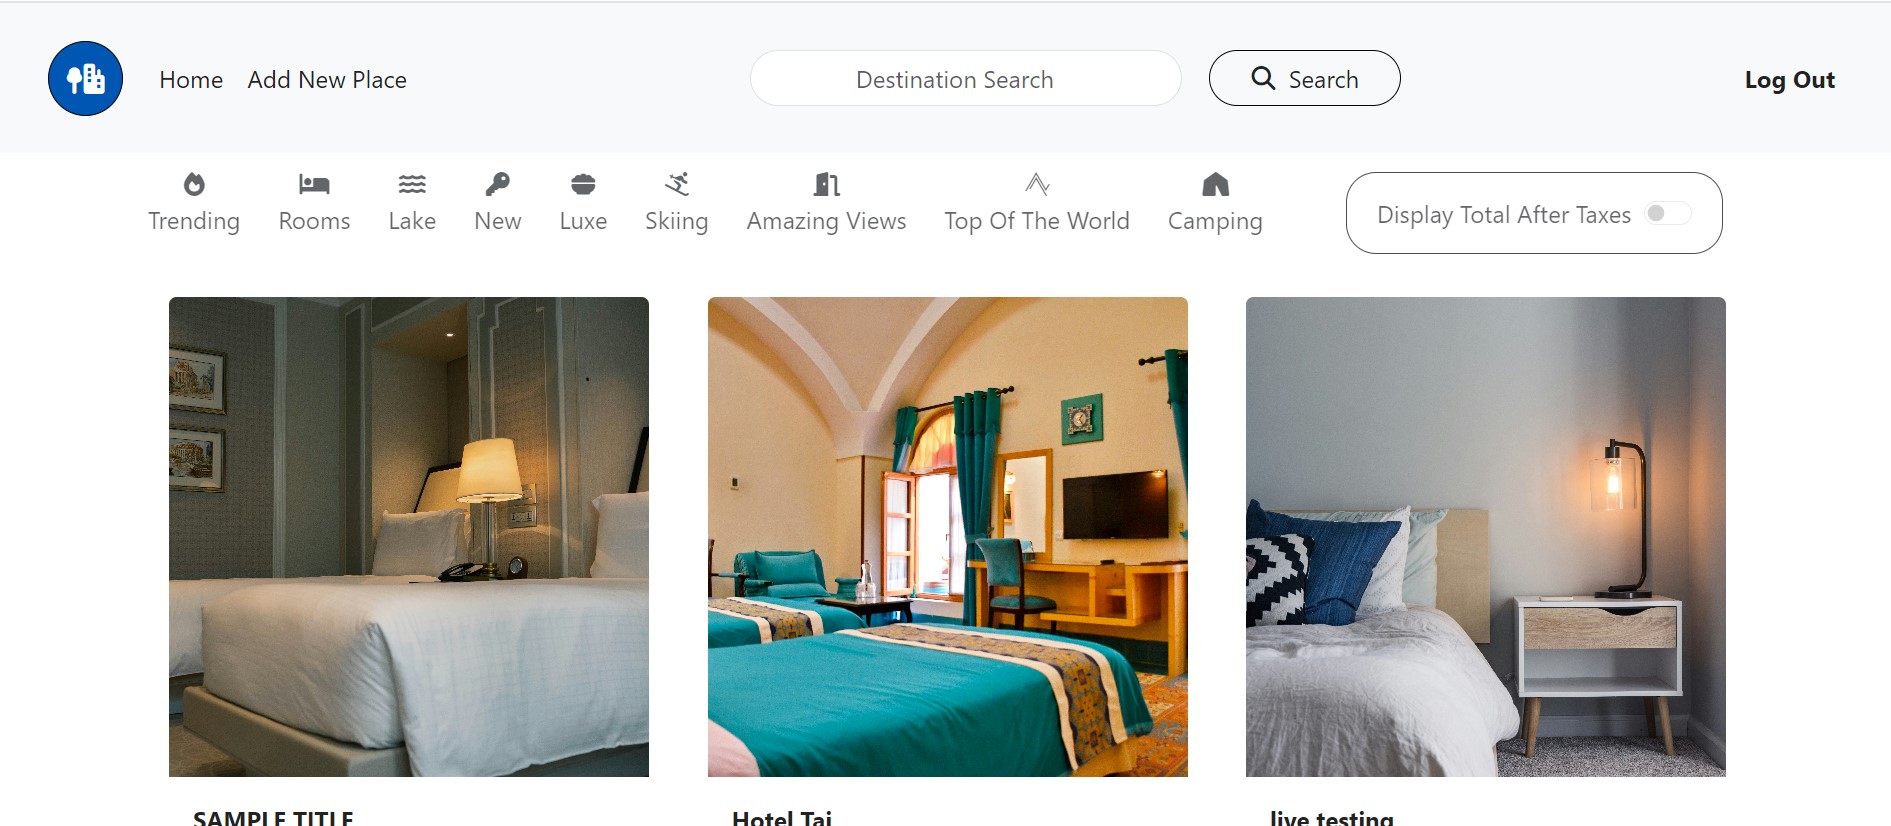 Home Add New Place Destination Search Search Log Out
Trending Rooms Lake New Luxe Skiing Amazing Views Top Of The World Camping Display Total After Taxes
SAMPLE TITLE Hotel Taj live testing